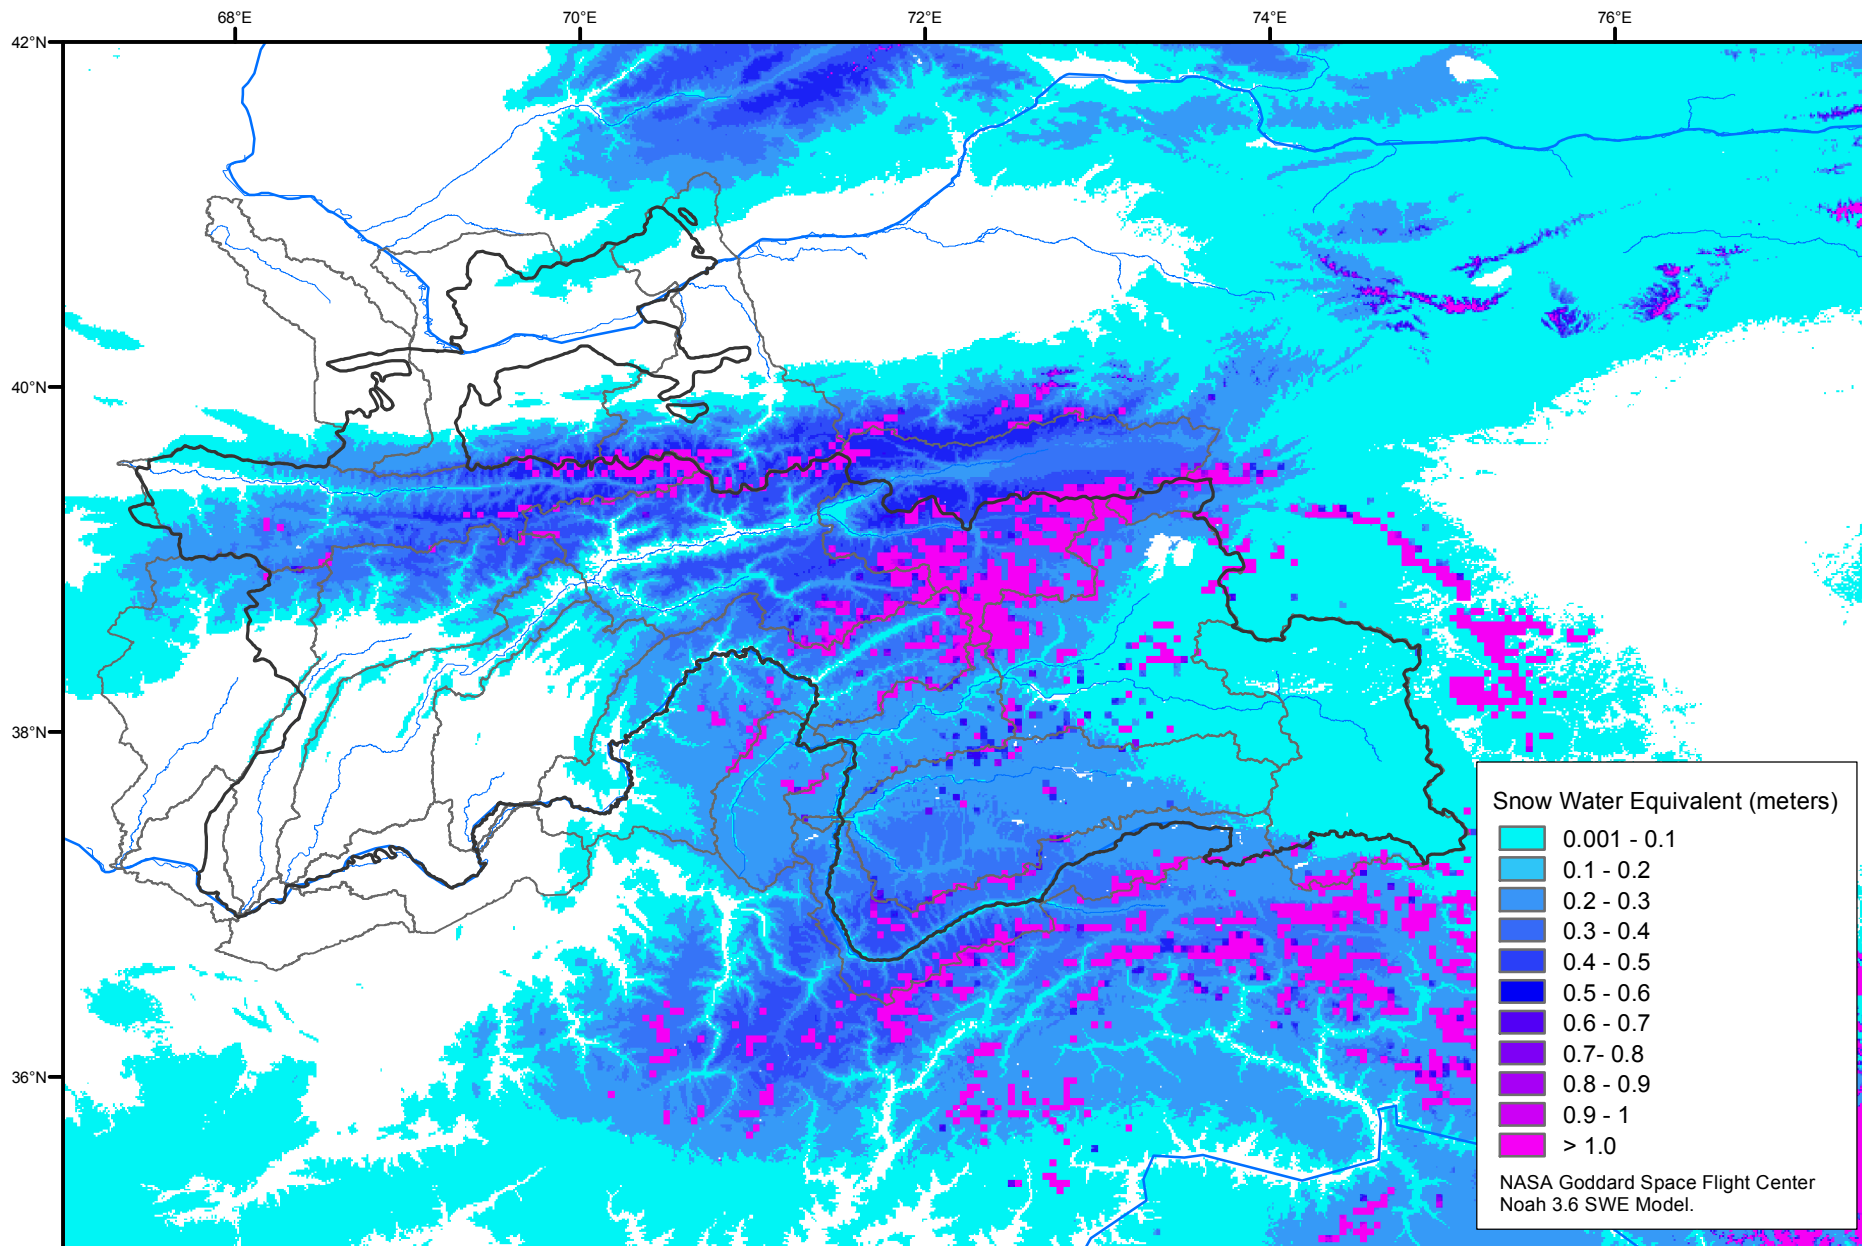 68°E
70°E
72°E
74°E
76°E
42°N
40°N
38°N
36°N
Snow Water Equivalent (meters)
0.001 - 0.1
0.1 - 0.2
0.2 - 0.3
0.3 - 0.4
0.4 - 0.5
0.5 - 0.6
0.6 - 0.7
0.7- 0.8
0.8 - 0.9
0.9 - 1
> 1.0
NASA Goddard Space Flight Center
Noah 3.6 SWE Model.